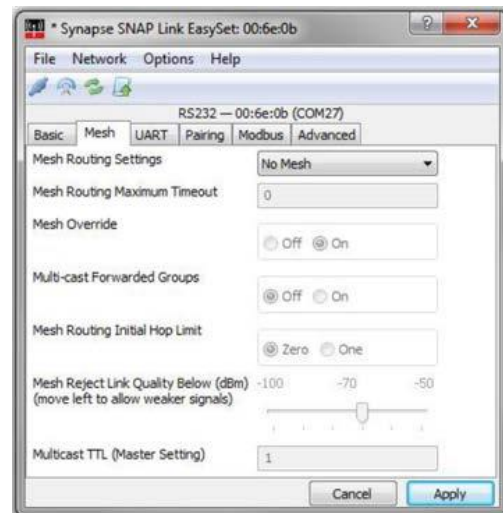 * Synapse SNAP Link EasySet: 00:6e:0b
File Network Options Help
RS232 — 00:6e:0b (COM27)
Basic Mesh UART Pairing Modbus Advanced
Mesh Routing Settings No Mesh
Mesh Routing Maximum Timeout 0
Mesh Override
Off On
Multi-cast Forwarded Groups
Off On
Mesh Routing Initial Hop Limit
Zero One
Mesh Reject Link Quality Below (dBm) -100 -70 -50
(move left to allow weaker signals)
Multicast TTL (Master Setting) 1
Cancel Apply